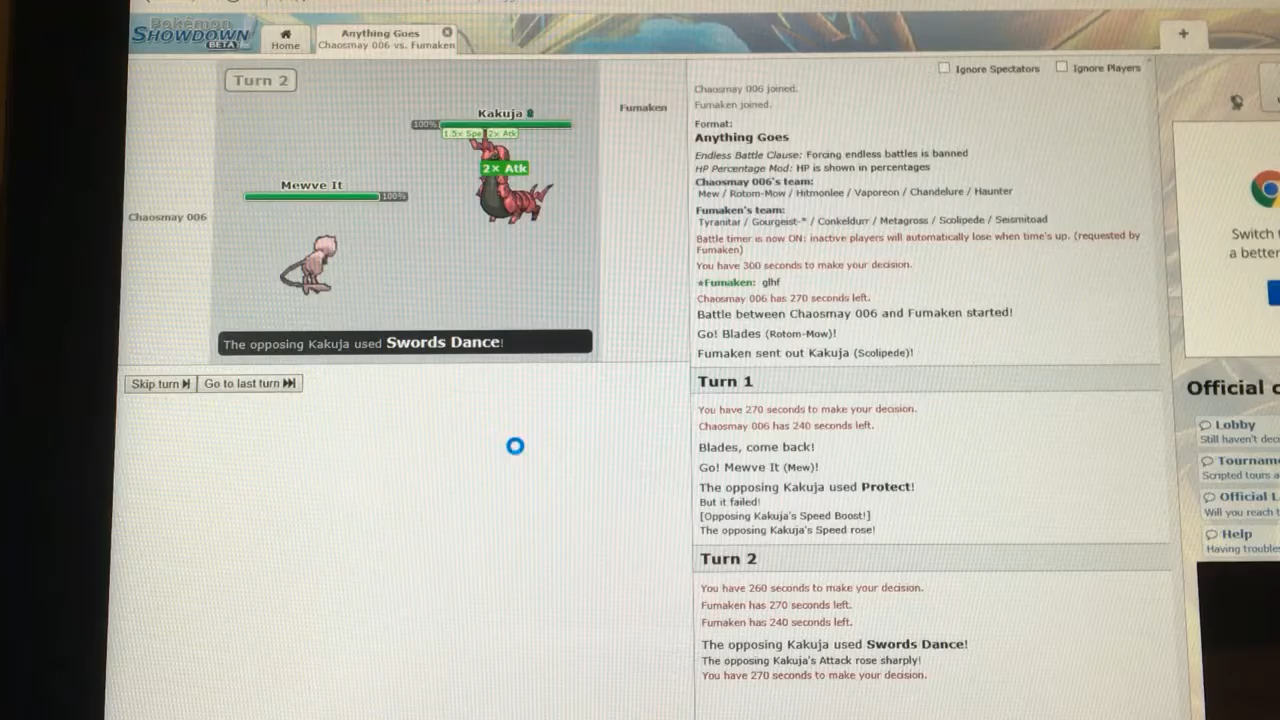 Pokémon
SHOWDOWN
BETA
Home
Anything Goes
Chaosmay 006 vs. Fumaken
+
Turn 2
Kakuja
100%
1.5× Spe 2× Atk
2× Atk
Mewve It
100%
Chaosmay 006
Fumaken
The opposing Kakuja used Swords Dance!
Skip turn
Go to last turn
Ignore Spectators
Ignore Players
Chaosmay 006 joined.
Fumaken joined.
Format:
Anything Goes
Endless Battle Clause: Forcing endless battles is banned
HP Percentage Mod: HP is shown in percentages
Chaosmay 006's team:
Mew / Rotom-Mow / Hitmonlee / Vaporeon / Chandelure / Haunter
Fumaken's team:
Tyranitar / Gourgeist-* / Conkeldurr / Metagross / Scolipede / Seismitoad
Battle timer is now ON: inactive players will automatically lose when time's up. (requested by
Fumaken)
You have 300 seconds to make your decision.
★Fumaken: glhf
Chaosmay 006 has 270 seconds left.
Battle between Chaosmay 006 and Fumaken started!
Go! Blades (Rotom-Mow)!
Fumaken sent out Kakuja (Scolipede)!
Turn 1
You have 270 seconds to make your decision.
Chaosmay 006 has 240 seconds left.
Blades, come back!
Go! Mewve It (Mew)!
The opposing Kakuja used Protect!
But it failed!
[Opposing Kakuja's Speed Boost!]
The opposing Kakuja's Speed rose!
Turn 2
You have 260 seconds to make your decision.
Fumaken has 270 seconds left.
Fumaken has 240 seconds left.
The opposing Kakuja used Swords Dance!
The opposing Kakuja's Attack rose sharply!
You have 270 seconds to make your decision.
Switch
a better
Official
Lobby
Still haven't
Tourname
Scripted tours a
Official L
Will you reach t
Help
Having trouble